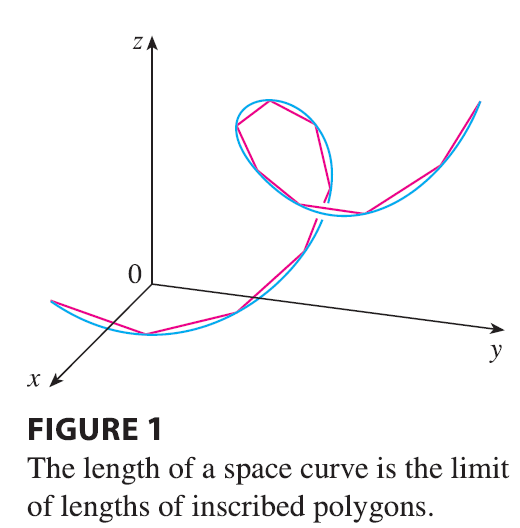 z
0
x
y
FIGURE 1
The length of a space curve is the limit
of lengths of inscribed polygons.